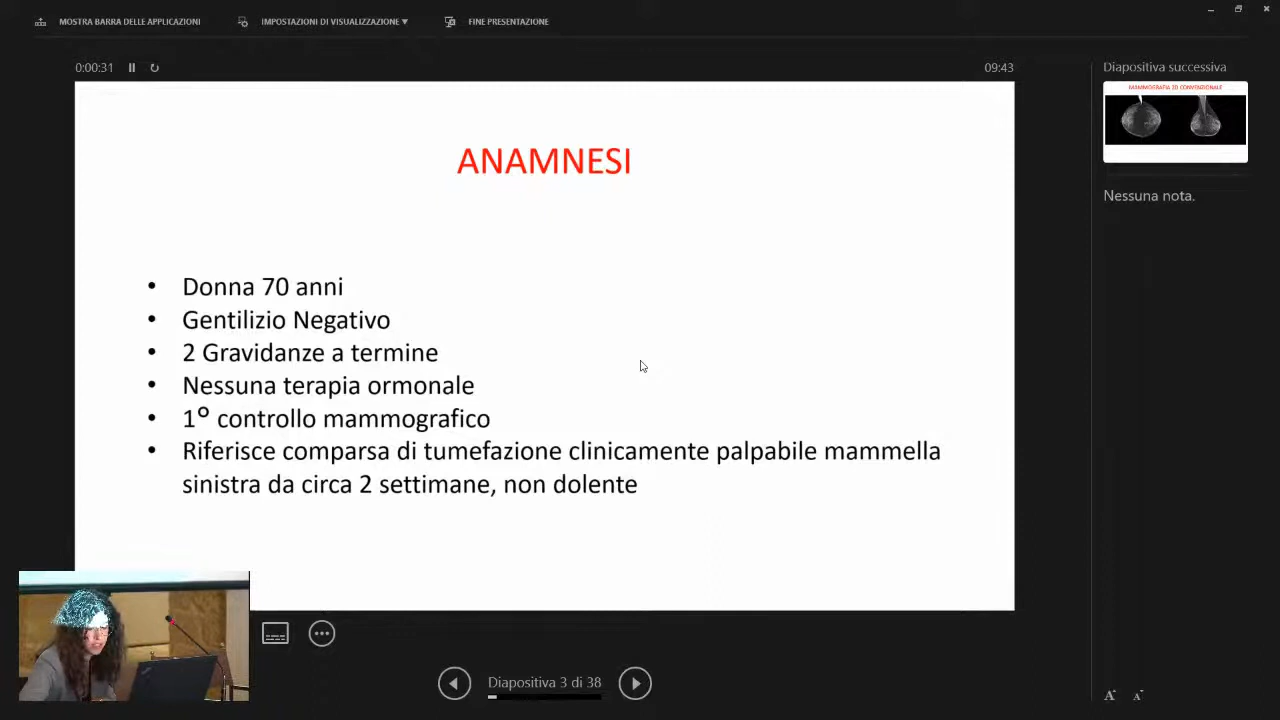 MOSTRA BARRA DELLE APPLICAZIONI
IMPOSTAZIONI DI VISUALIZZAZIONE ▼
FINE PRESENTAZIONE
0:00:31
09:43
Diapositiva successiva
MAMMOGRAFIA 2D CONVENZIONALE
Nessuna nota.
ANAMNESI
• Donna 70 anni
• Gentilizio Negativo
• 2 Gravidanze a termine
• Nessuna terapia ormonale
• 1° controllo mammografico
• Riferisce comparsa di tumefazione clinicamente palpabile mammella
sinistra da circa 2 settimane, non dolente
Diapositiva 3 di 38
A A